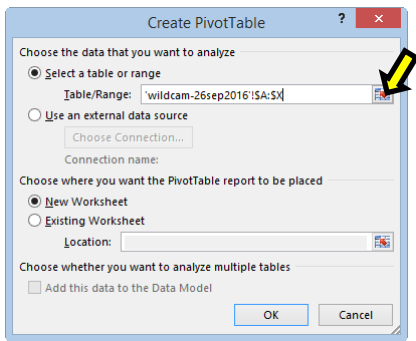 Create PivotTable ? ×
Choose the data that you want to analyze
Select a table or range
Table/Range: 'wildcam-26sep2016'!$A:$X
Use an external data source
Choose Connection...
Connection name:
Choose where you want the PivotTable report to be placed
New Worksheet
Existing Worksheet
Location:
Choose whether you want to analyze multiple tables
Add this data to the Data Model
OK Cancel